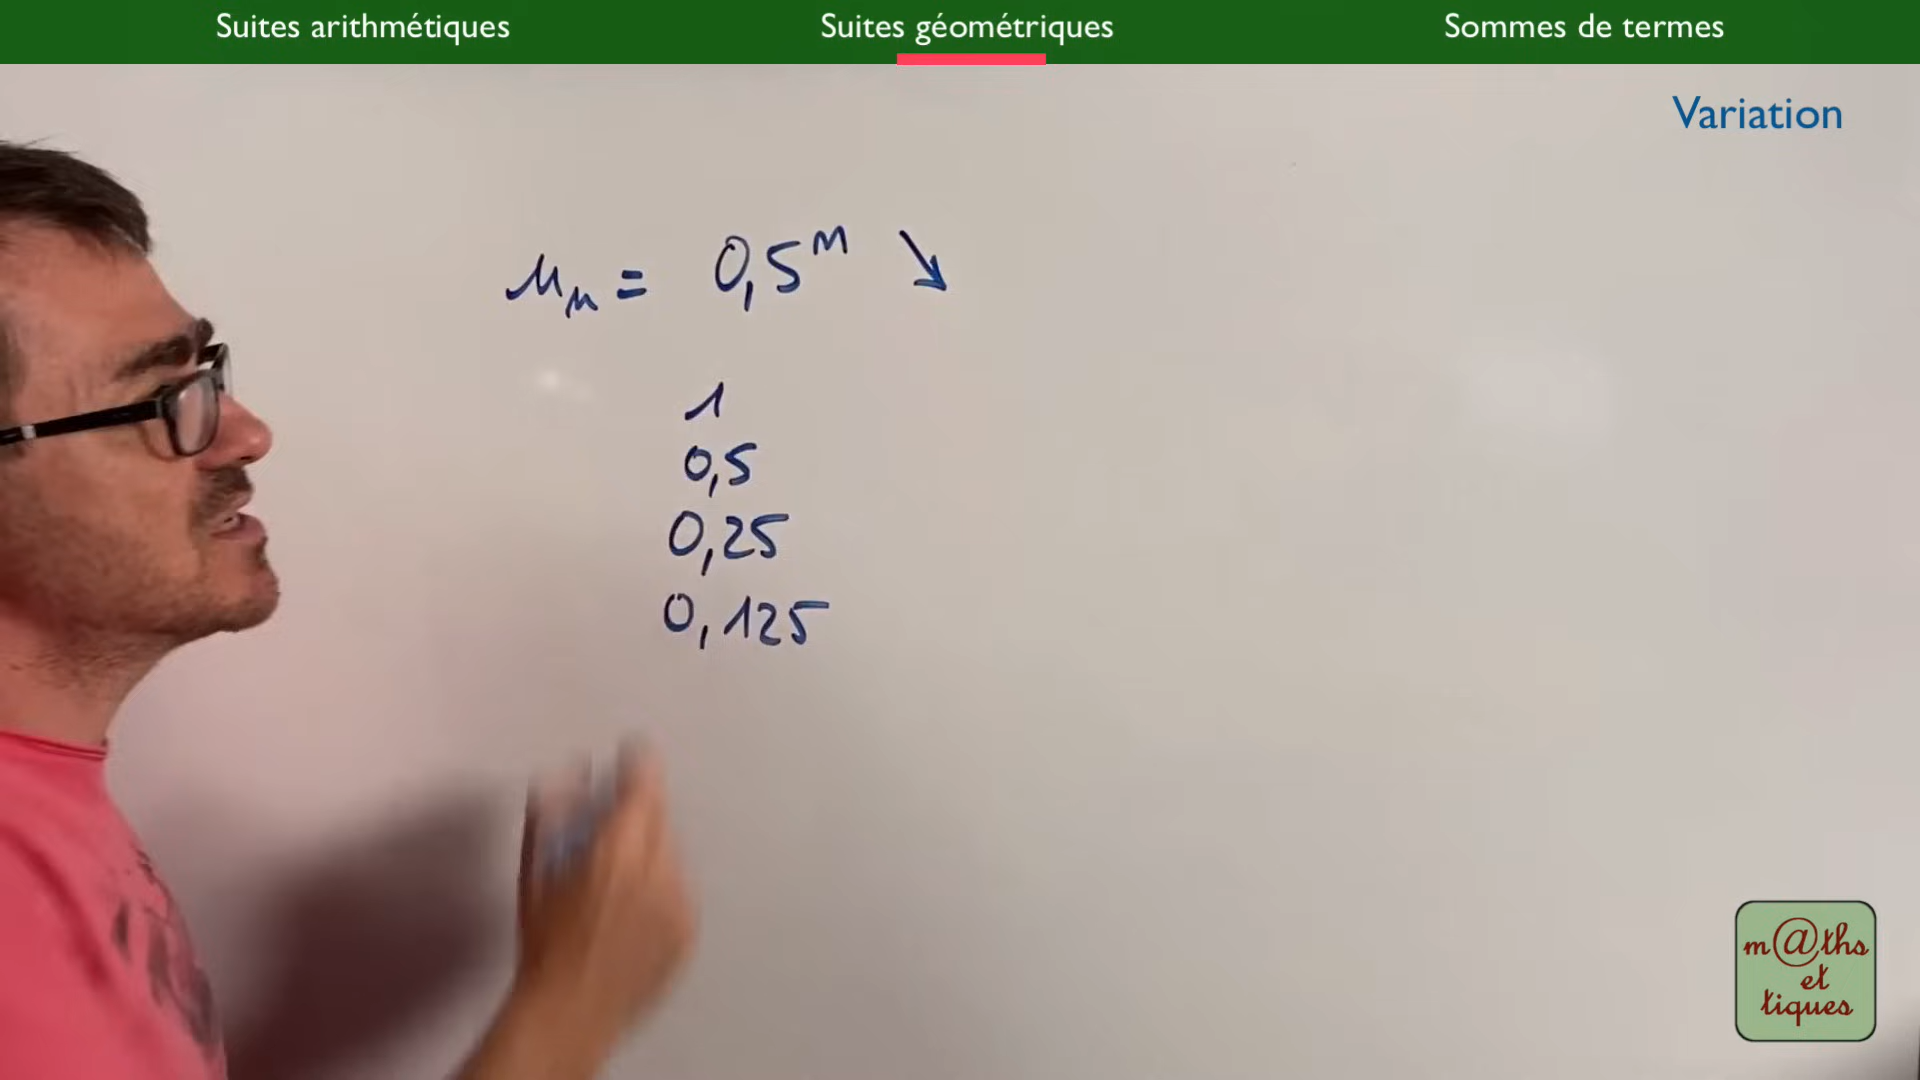 Suites arithmétiques
Suites géométriques
Sommes de termes
Variation
uₙ = 0,5ⁿ ↘
1
0,5
0,25
0,125
m@ths
et
tiques